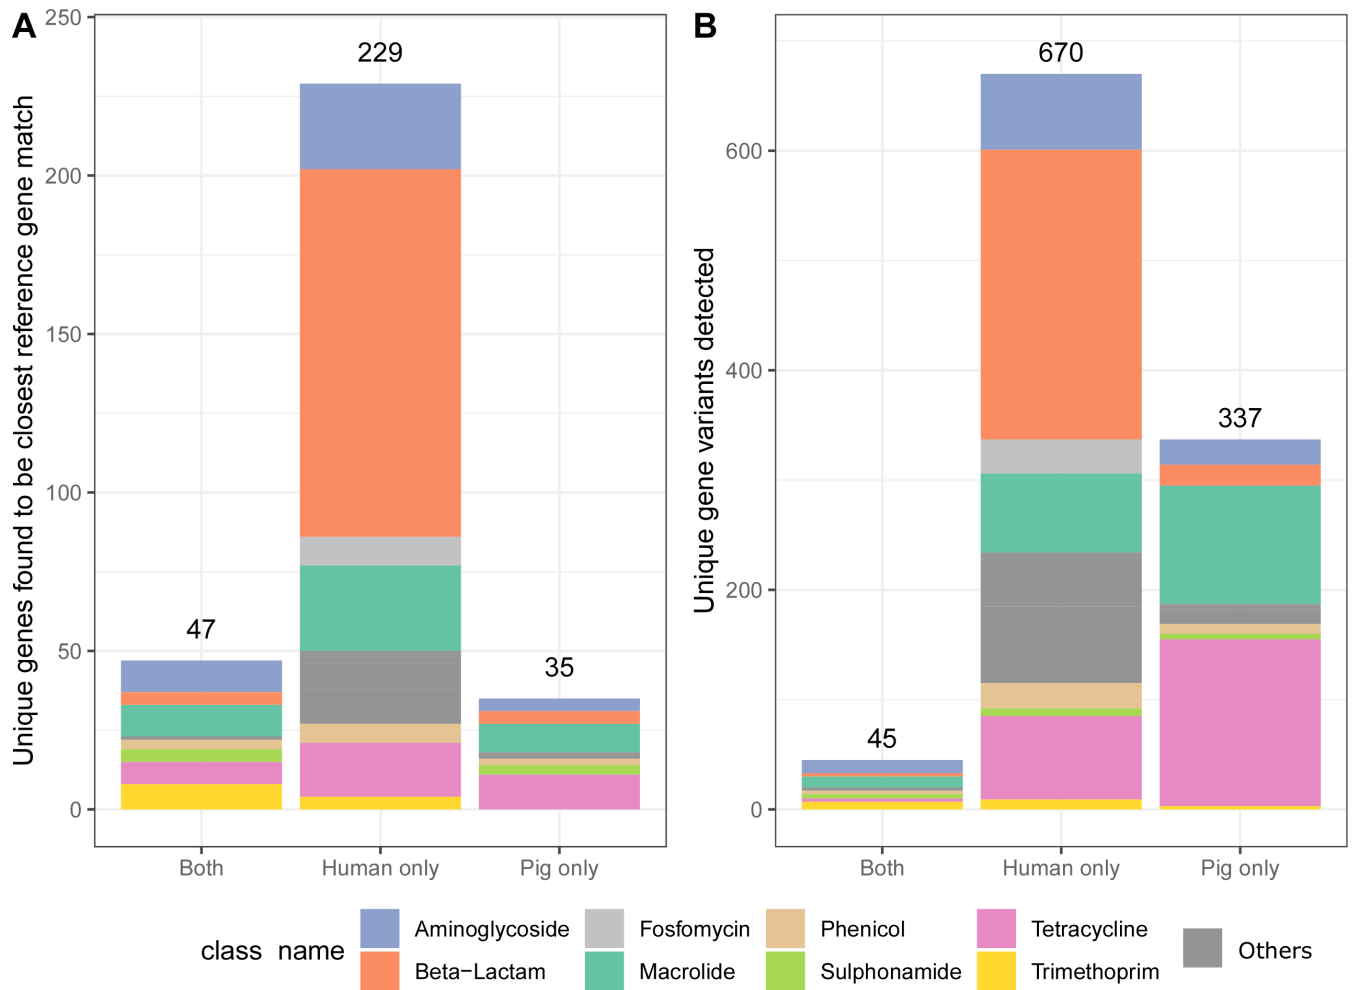 A
Unique genes found to be closest reference gene match
250
200
150
100
50
0
47
229
35
Both
Human only
Pig only
B
Unique gene variants detected
600
400
200
0
45
670
337
Both
Human only
Pig only
class name
Aminoglycoside
Fosfomycin
Phenicol
Tetracycline
Others
Beta−Lactam
Macrolide
Sulphonamide
Trimethoprim